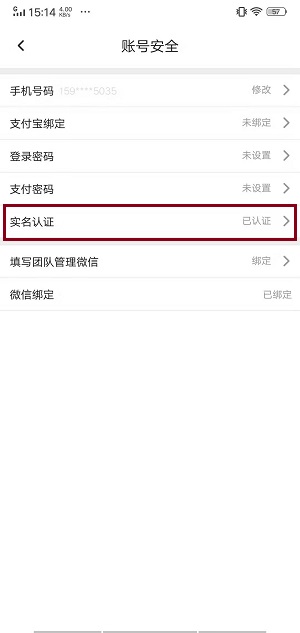 15:14 4.00 KB/s ... 57
账号安全
手机号码 159****5035 修改
支付宝绑定 未绑定
登录密码 未设置
支付密码 未设置
实名认证 已认证
填写团队管理微信 绑定
微信绑定 已绑定